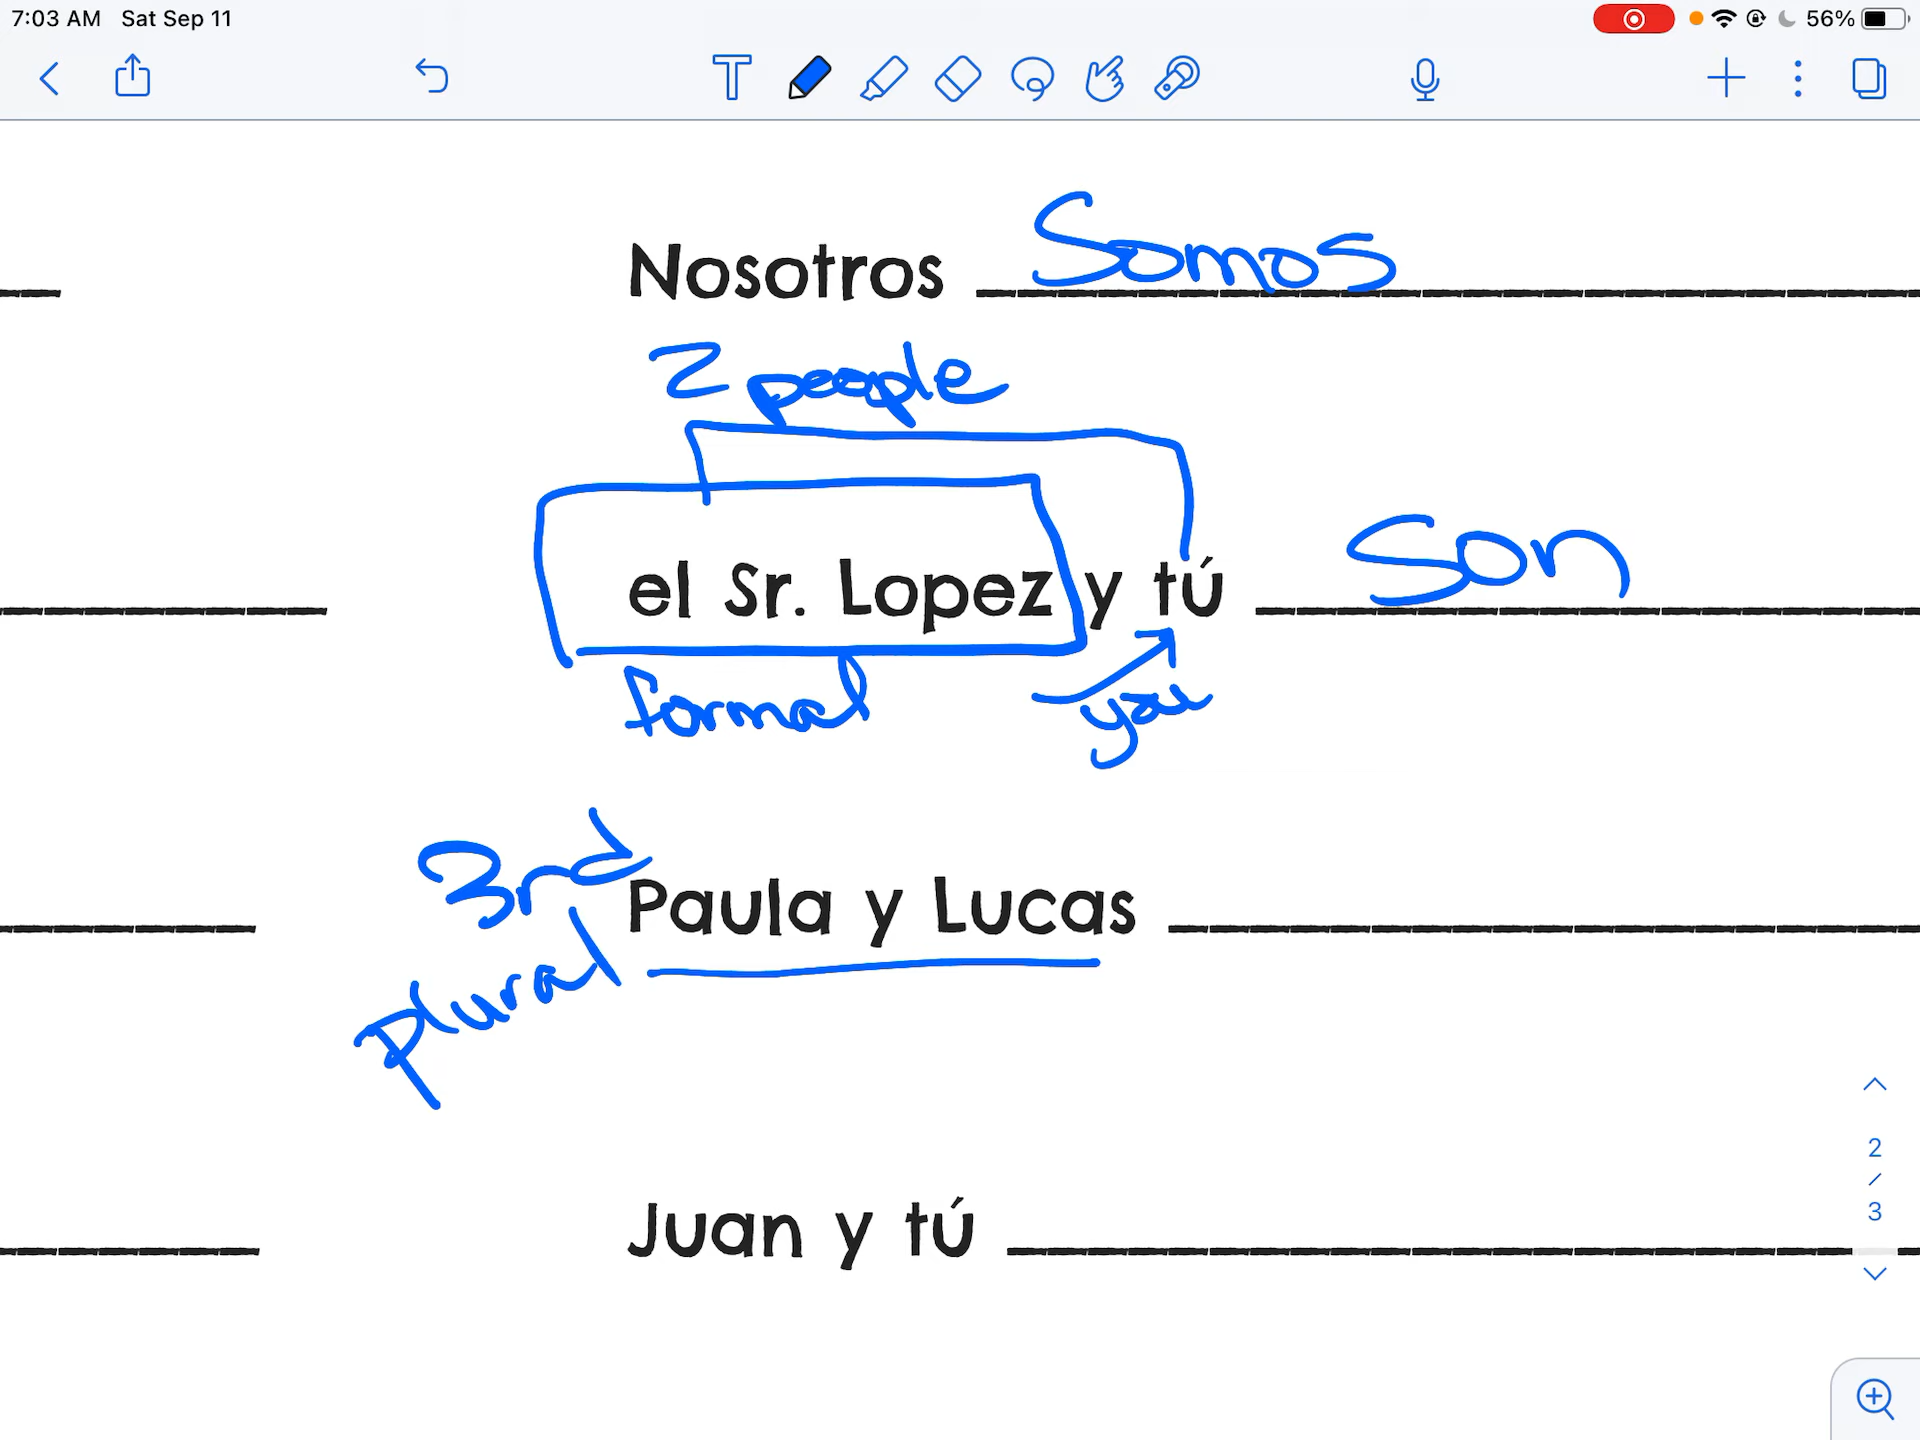 7:03 AM Sat Sep 11
56%
Nosotros Somos
2 people
el Sr. Lopez y tú Son
formal
you
3rd
plural
Paula y Lucas
Juan y tú
2
/
3